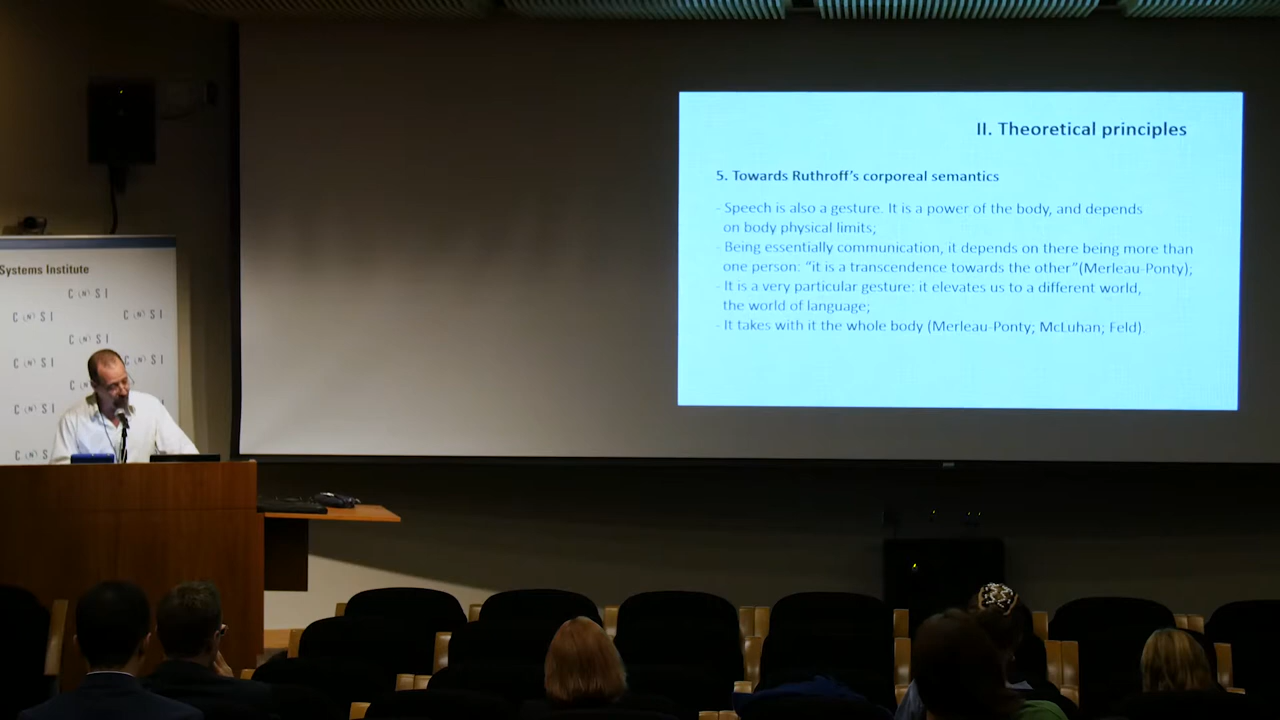 II. Theoretical principles
5. Towards Ruthroff's corporeal semantics
- Speech is also a gesture. It is a power of the body, and depends
on body physical limits;
- Being essentially communication, it depends on there being more than
one person: "it is a transcendence towards the other"(Merleau-Ponty);
- It is a very particular gesture: it elevates us to a different world,
the world of language;
- It takes with it the whole body (Merleau-Ponty; McLuhan; Feld).
Systems Institute
C (N) S I
C (N) S I C (N) S I
C (N) S I
C (N) S I C (N) S I
C (N)
C (N) S I
C (N) S